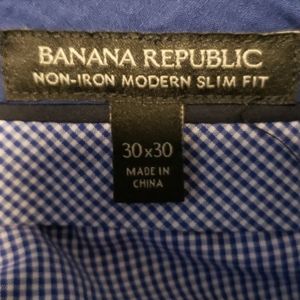 BANANA REPUBLIC
NON-IRON MODERN SLIM FIT
30x30
MADE IN
CHINA